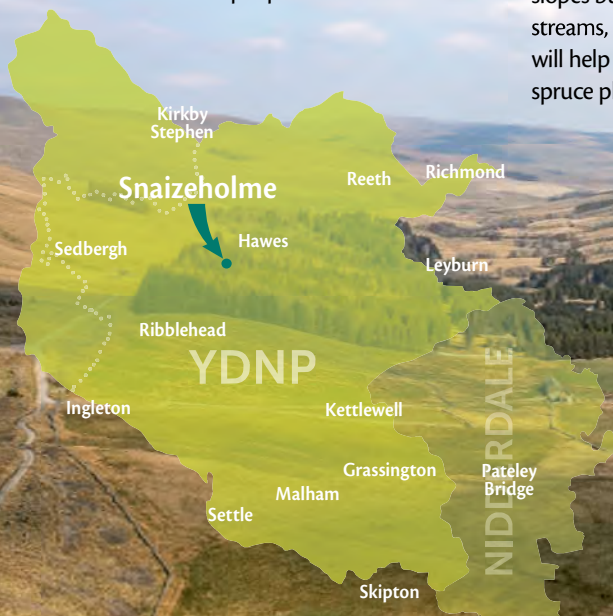 slopes bu
streams,
will help
spruce p
Kirkby
Stephen
Reeth
Richmond
Snaizeholme
Hawes
Sedbergh
Leyburn
Ribblehead
YDNP
NIDDERDALE
Ingleton
Kettlewell
Grassington
Pateley
Bridge
Malham
Settle
Skipton